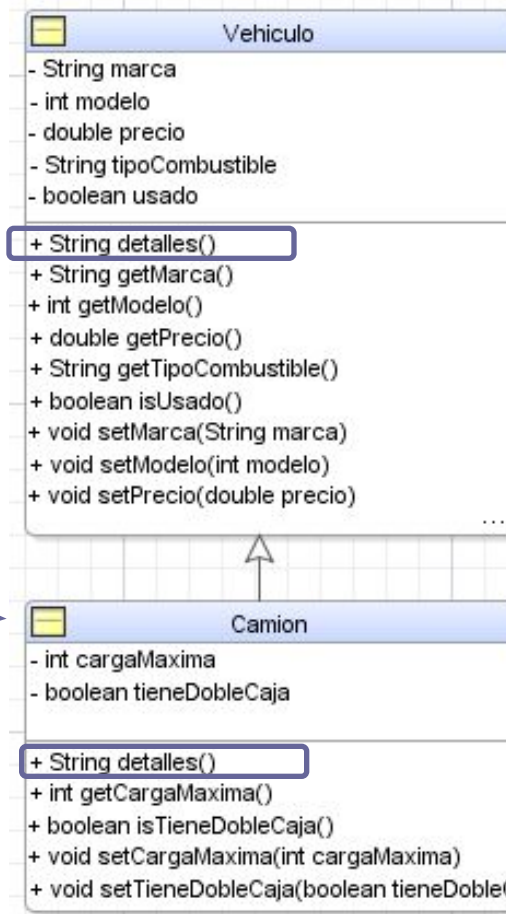 Vehiculo
- String marca
- int modelo
- double precio
- String tipoCombustible
- boolean usado
+ String detalles()
+ String getMarca()
+ int getModelo()
+ double getPrecio()
+ String getTipoCombustible()
+ boolean isUsado()
+ void setMarca(String marca)
+ void setModelo(int modelo)
+ void setPrecio(double precio)
...
Camion
- int cargaMaxima
- boolean tieneDobleCaja
+ String detalles()
+ int getCargaMaxima()
+ boolean isTieneDobleCaja()
+ void setCargaMaxima(int cargaMaxima)
+ void setTieneDobleCaja(boolean tieneDoble